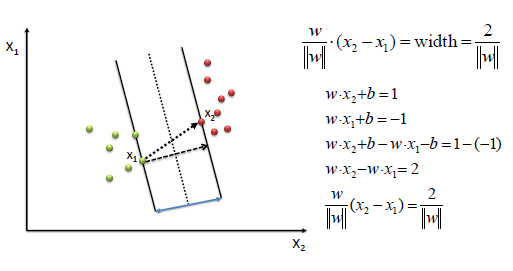 X₁
X₂
x₁
x₂
w/‖w‖ · (x₂ − x₁) = width = 2/‖w‖
w·x₂+b = 1
w·x₁+b = −1
w·x₂+b − w·x₁ − b = 1 − (−1)
w·x₂ − w·x₁ = 2
w/‖w‖ (x₂ − x₁) = 2/‖w‖